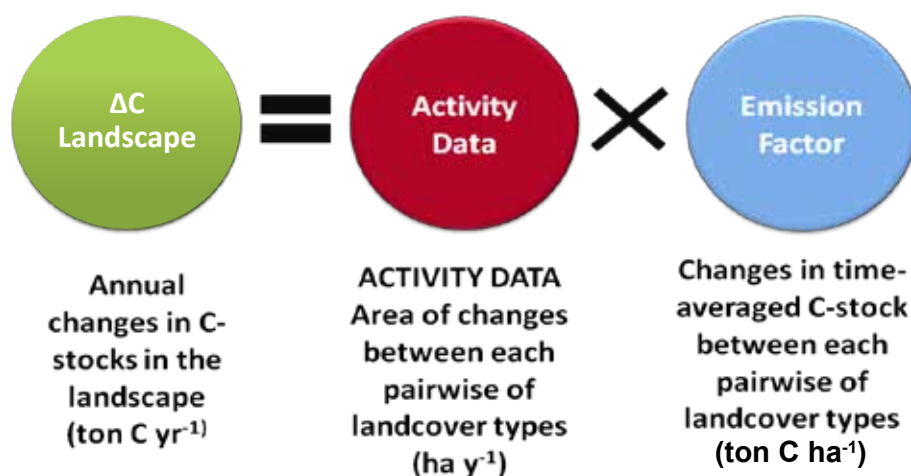 ΔC
Landscape
=
Activity
Data
×
Emission
Factor
Annual
changes in C-
stocks in the
landscape
(ton C yr⁻¹)
ACTIVITY DATA
Area of changes
between each
pairwise of
landcover types
(ha y⁻¹)
Changes in time-
averaged C-stock
between each
pairwise of
landcover types
(ton C ha⁻¹)